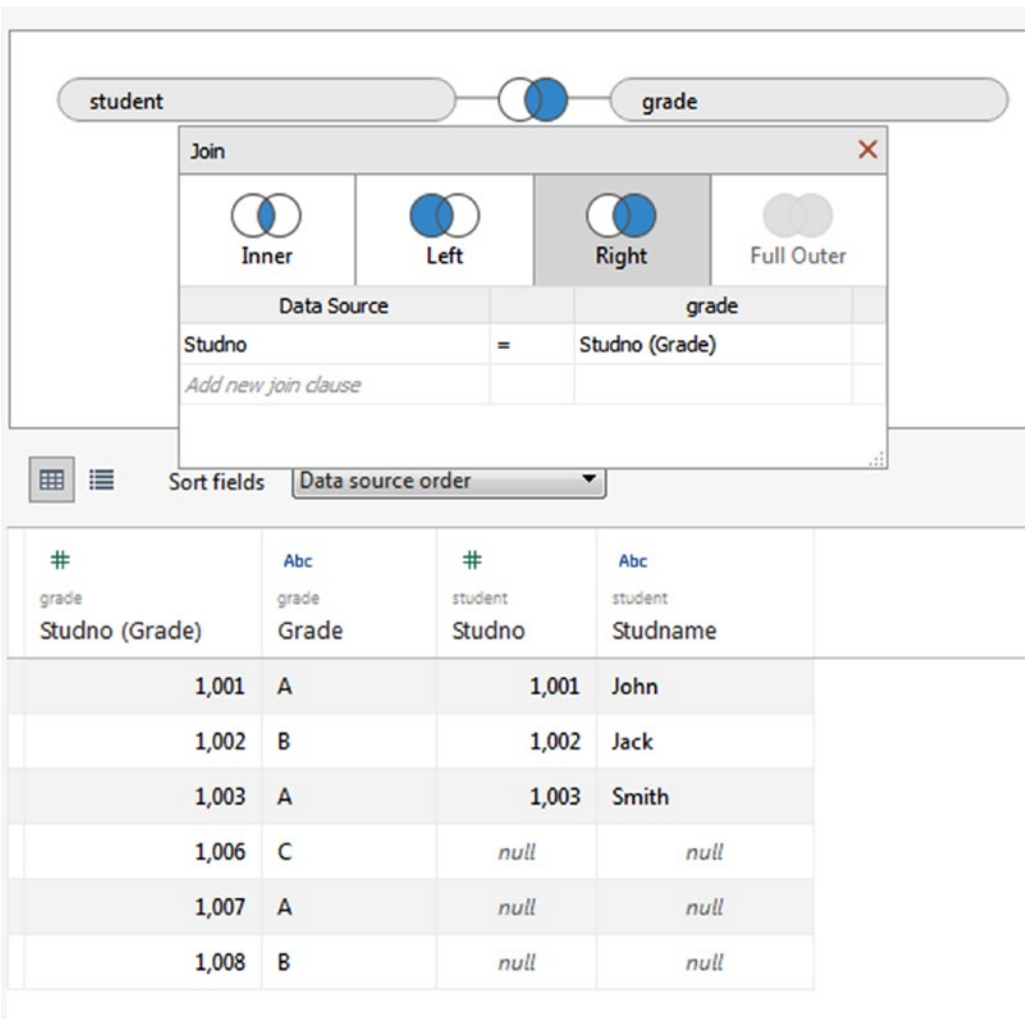 student grade
Join
Inner Left Right Full Outer
Data Source grade
Studno = Studno (Grade)
Add new join clause
Sort fields Data source order
# Abc # Abc
grade grade student student
Studno (Grade) Grade Studno Studname
1,001 A 1,001 John
1,002 B 1,002 Jack
1,003 A 1,003 Smith
1,006 C null null
1,007 A null null
1,008 B null null